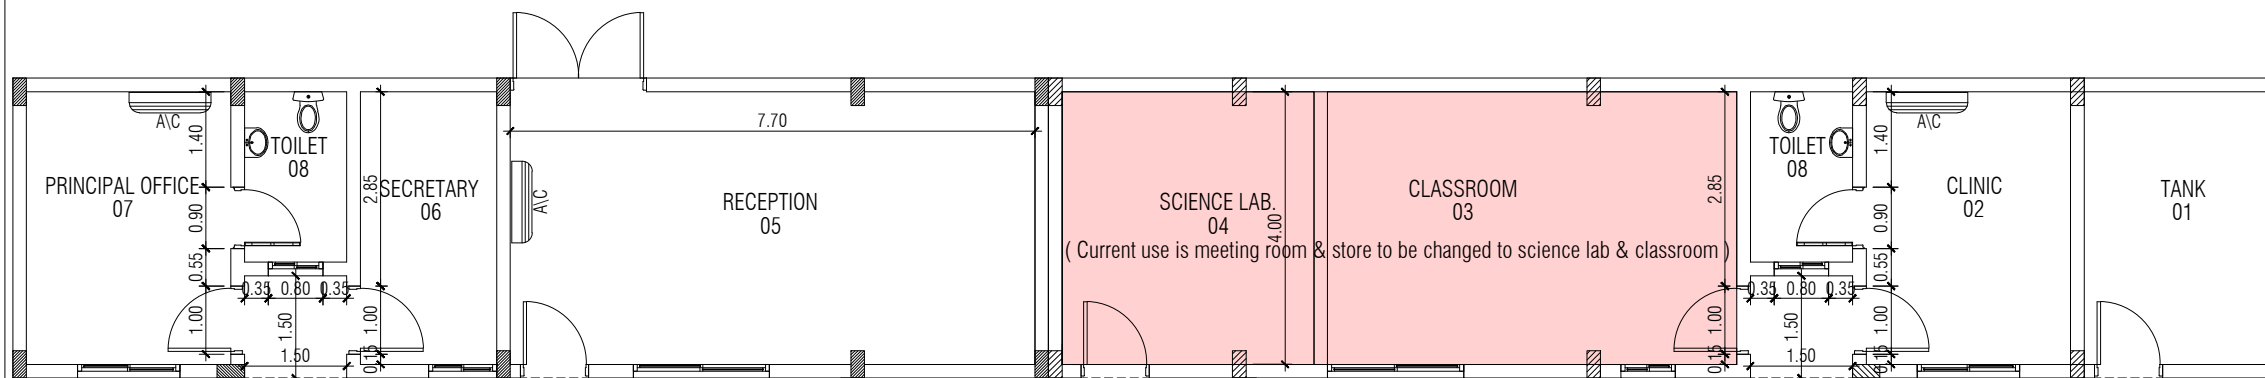 A\C
1.40
TOILET
08
PRINCIPAL OFFICE
07
0.90
0.55
0.35 0.80 0.35
1.00
1.50
1.50
2.85
SECRETARY
06
1.00
0.15
7.70
A\C
RECEPTION
05
SCIENCE LAB.
04
4.00
CLASSROOM
03
( Current use is meeting room & store to be changed to science lab & classroom )
2.85
1.00
0.15
TOILET
08
0.35 0.80 0.35
1.50
1.50
A\C
1.40
0.90
0.55
1.00
0.15
CLINIC
02
TANK
01